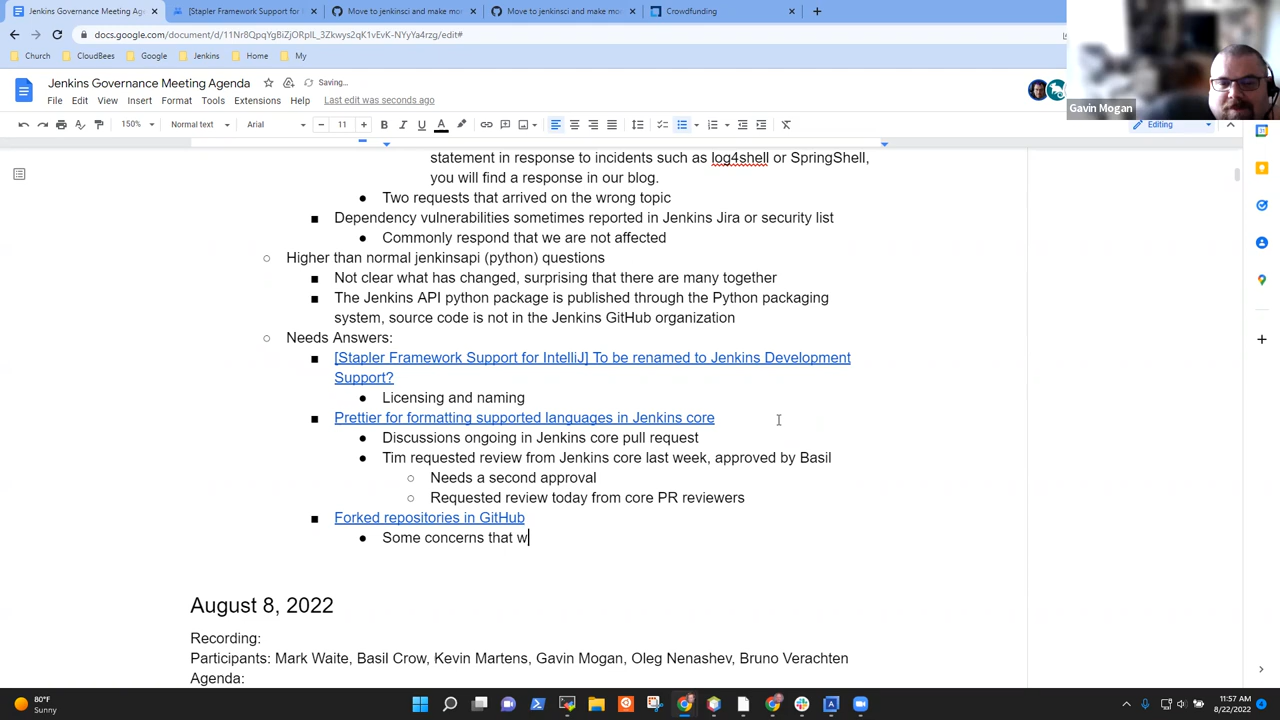 Jenkins Governance Meeting Age
[Stapler Framework Support for
Move to jenkinsci and make mo
Move to jenkinsci and make mo
Crowdfunding
docs.google.com/document/d/11Nr8QpqYgBiZjORpIL_3Zkwys2qK1vEvK-NYyYa4rzg/edit#
Church
CloudBees
Google
Jenkins
Horan
My
Jenkins Governance Meeting Agenda
Saving…
File Edit View Insert Format Tools Extensions Help Last edit was seconds ago
150% Normal text Arial 11 Editing
Gavin Mogan
statement in response to incidents such as log4shell or SpringShell,
you will find a response in our blog.
● Two requests that arrived on the wrong topic
■ Dependency vulnerabilities sometimes reported in Jenkins Jira or security list
● Commonly respond that we are not affected
○ Higher than normal jenkinsapi (python) questions
■ Not clear what has changed, surprising that there are many together
■ The Jenkins API python package is published through the Python packaging
system, source code is not in the Jenkins GitHub organization
○ Needs Answers:
■ [Stapler Framework Support for IntelliJ] To be renamed to Jenkins Development
Support?
● Licensing and naming
■ Prettier for formatting supported languages in Jenkins core
● Discussions ongoing in Jenkins core pull request
● Tim requested review from Jenkins core last week, approved by Basil
○ Needs a second approval
○ Requested review today from core PR reviewers
■ Forked repositories in GitHub
● Some concerns that w
August 8, 2022
Recording:
Participants: Mark Waite, Basil Crow, Kevin Martens, Gavin Mogan, Oleg Nenashev, Bruno Verachten
Agenda:
80°F
Sunny
11:57 AM
8/22/2022